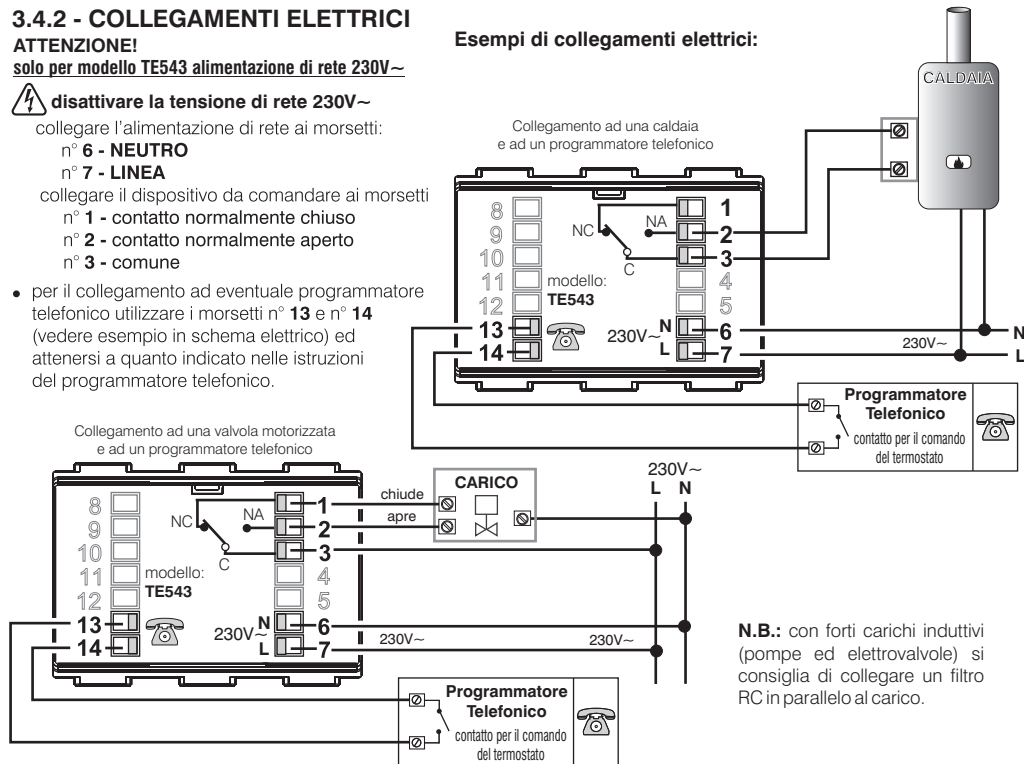 3.4.2 - COLLEGAMENTI ELETTRICI
ATTENZIONE!
solo per modello TE543 alimentazione di rete 230V~
disattivare la tensione di rete 230V~
collegare l'alimentazione di rete ai morsetti:
n° 6 - NEUTRO
n° 7 - LINEA
collegare il dispositivo da comandare ai morsetti
n° 1 - contatto normalmente chiuso
n° 2 - contatto normalmente aperto
n° 3 - comune
• per il collegamento ad eventuale programmatore
telefonico utilizzare i morsetti n° 13 e n° 14
(vedere esempio in schema elettrico) ed
attenersi a quanto indicato nelle istruzioni
del programmatore telefonico.
Esempi di collegamenti elettrici:
Collegamento ad una caldaia
e ad un programmatore telefonico
CALDAIA
8
9
10
11
12
13
14
NC
NA
C
modello:
TE543
230V~
N
L
1
2
3
4
5
6
7
230V~
N
L
Programmatore
Telefonico
contatto per il comando
del termostato
Collegamento ad una valvola motorizzata
e ad un programmatore telefonico
8
9
10
11
12
13
14
NC
NA
C
modello:
TE543
230V~
N
L
1
2
3
4
5
6
7
chiude
apre
CARICO
230V~
L N
230V~
230V~
Programmatore
Telefonico
contatto per il comando
del termostato
N.B.: con forti carichi induttivi
(pompe ed elettrovalvole) si
consiglia di collegare un filtro
RC in parallelo al carico.